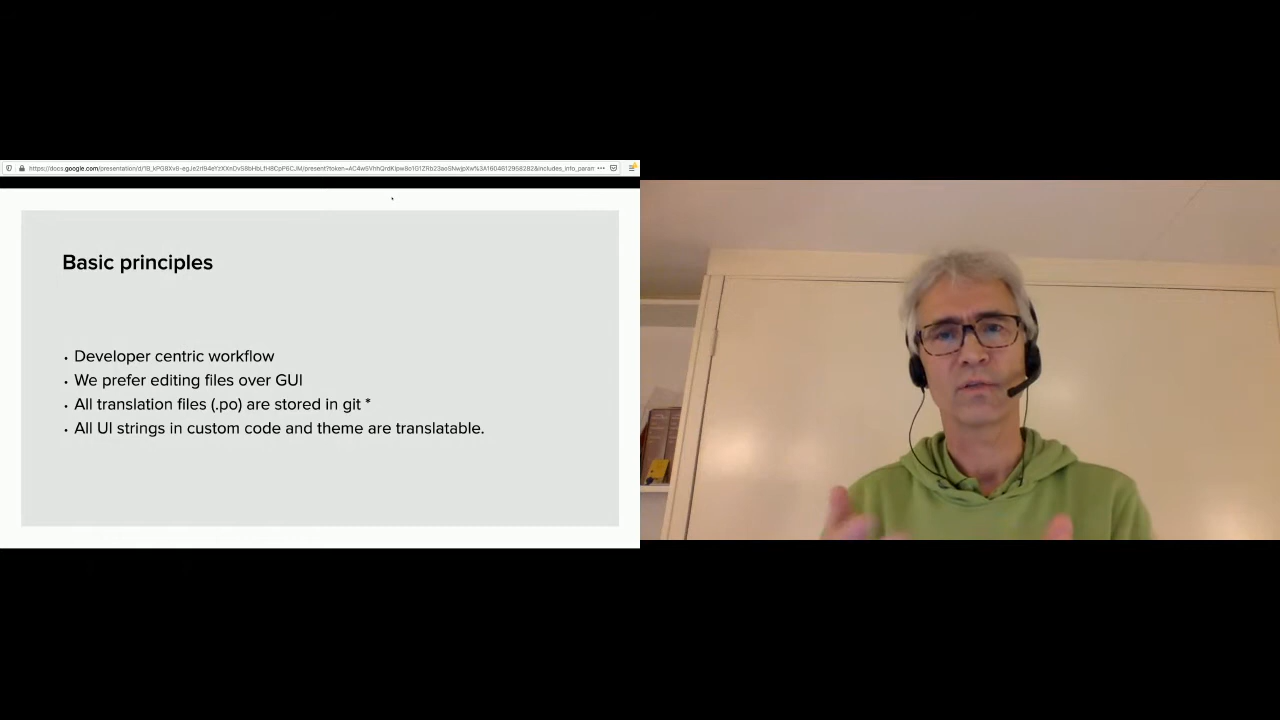 Basic principles
• Developer centric workflow
• We prefer editing files over GUI
• All translation files (.po) are stored in git *
• All UI strings in custom code and theme are translatable.